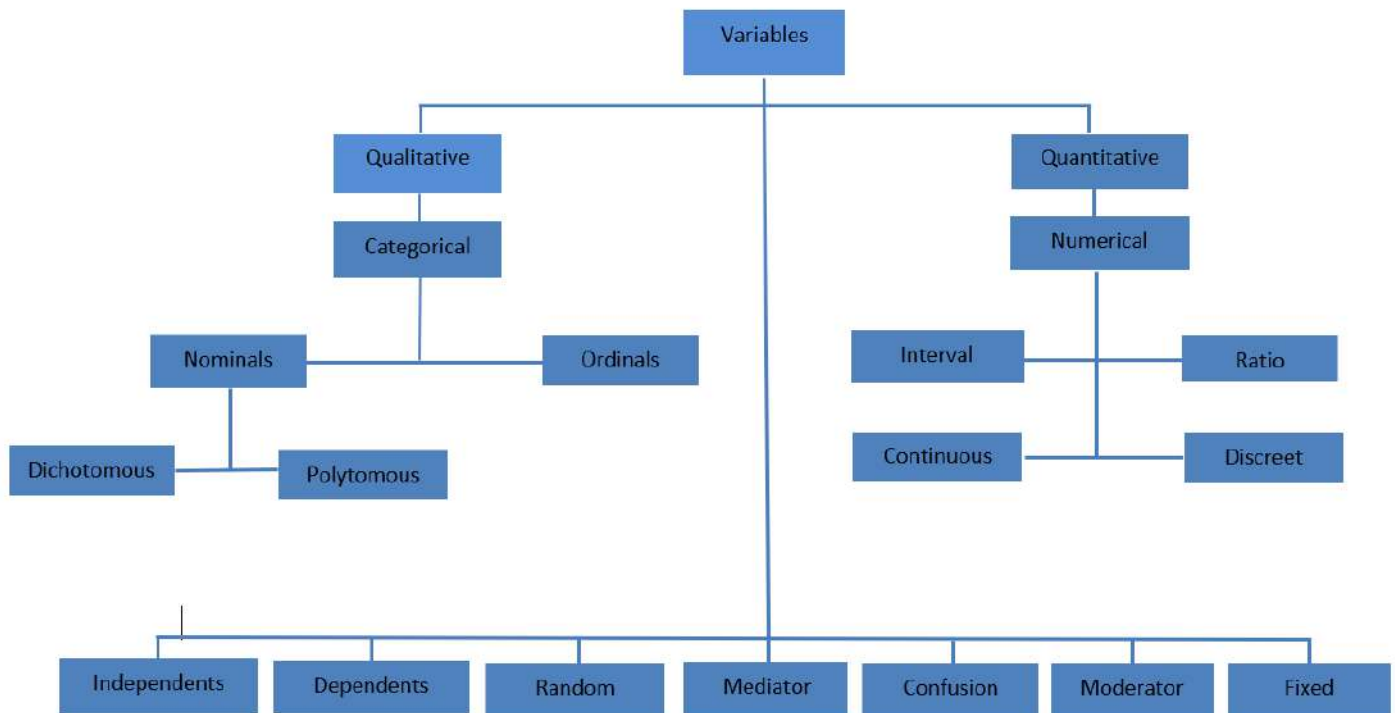 Variables
Qualitative
Quantitative
Categorical
Numerical
Nominals
Ordinals
Interval
Ratio
Dichotomous
Polytomous
Continuous
Discreet
Independents
Dependents
Random
Mediator
Confusion
Moderator
Fixed